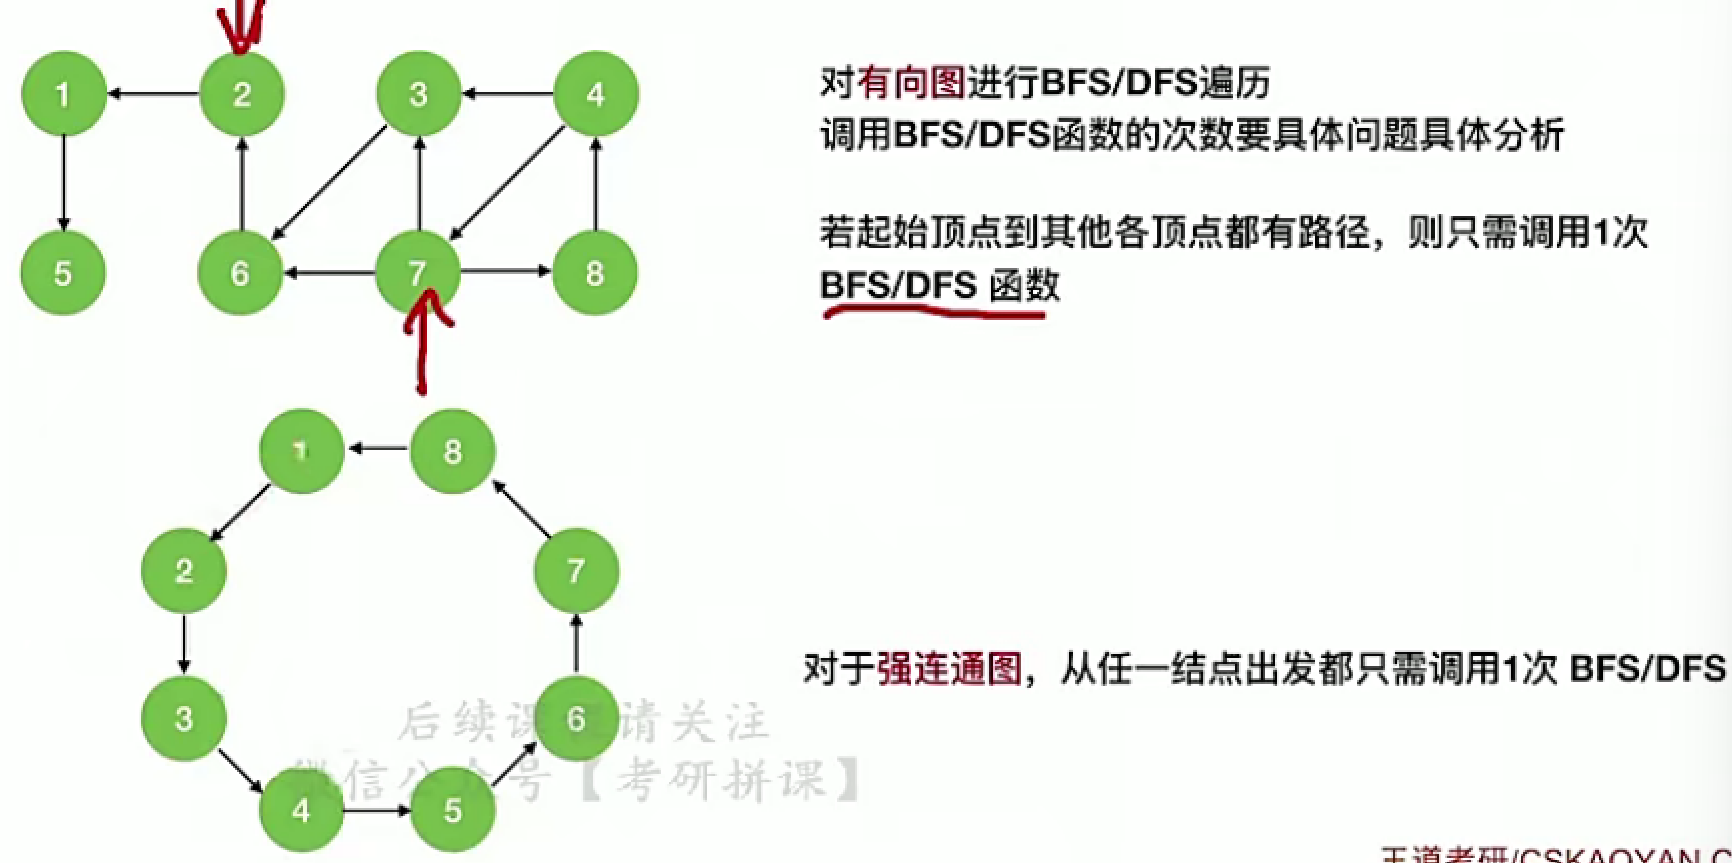 1
2
3
4
对有向图进行BFS/DFS遍历
调用BFS/DFS函数的次数要具体问题具体分析
5
6
7
8
若起始顶点到其他各顶点都有路径，则只需调用1次
BFS/DFS 函数
1
8
2
7
3
6
4
5
对于强连通图，从任一结点出发都只需调用1次 BFS/DFS
后续课程请关注
微信公众号【考研拼课】
王道考研/CSKAOYAN.C